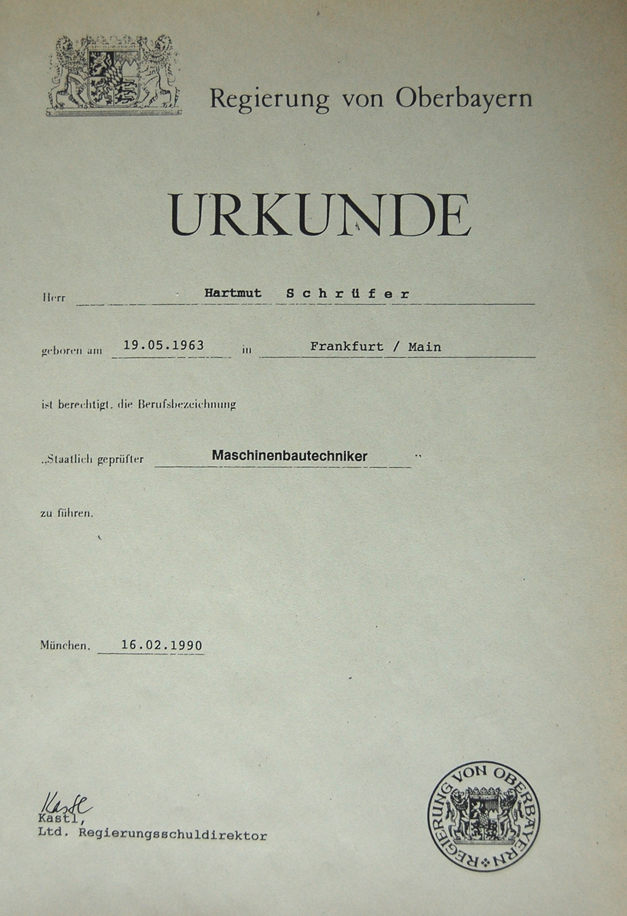 Regierung von Oberbayern
URKUNDE
Herr Hartmut Schrüfer
geboren am 19.05.1963 in Frankfurt / Main
ist berechtigt, die Berufsbezeichnung
„Staatlich geprüfter Maschinenbautechniker "
zu führen.
München, 16.02.1990
Kastl
Kastl,
Ltd. Regierungsschuldirektor
REGIERUNG VON OBERBAYERN